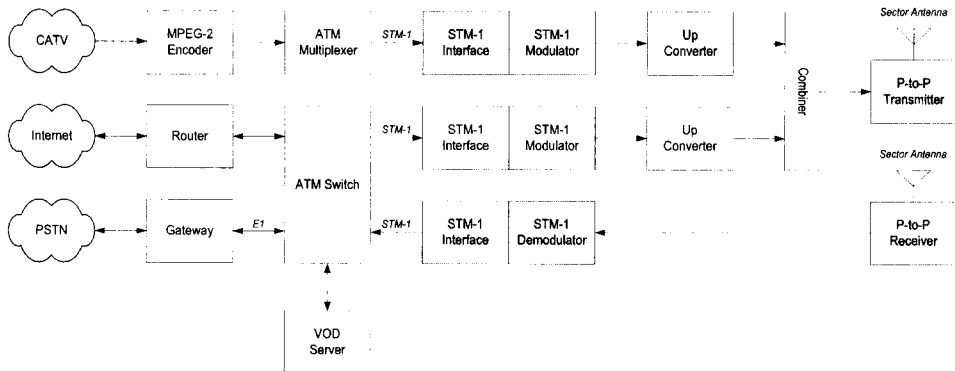 Sector Antenna
CATV
MPEG-2
Encoder
ATM
Multiplexer
STM-1
STM-1
Interface
STM-1
Modulator
Up
Converter
Combiner
P-to-P
Transmitter
Internet
Router
STM-1
STM-1
Interface
STM-1
Modulator
Up
Converter
Sector Antenna
ATM Switch
PSTN
Gateway
E1
STM-1
STM-1
Interface
STM-1
Demodulator
P-to-P
Receiver
VOD
Server